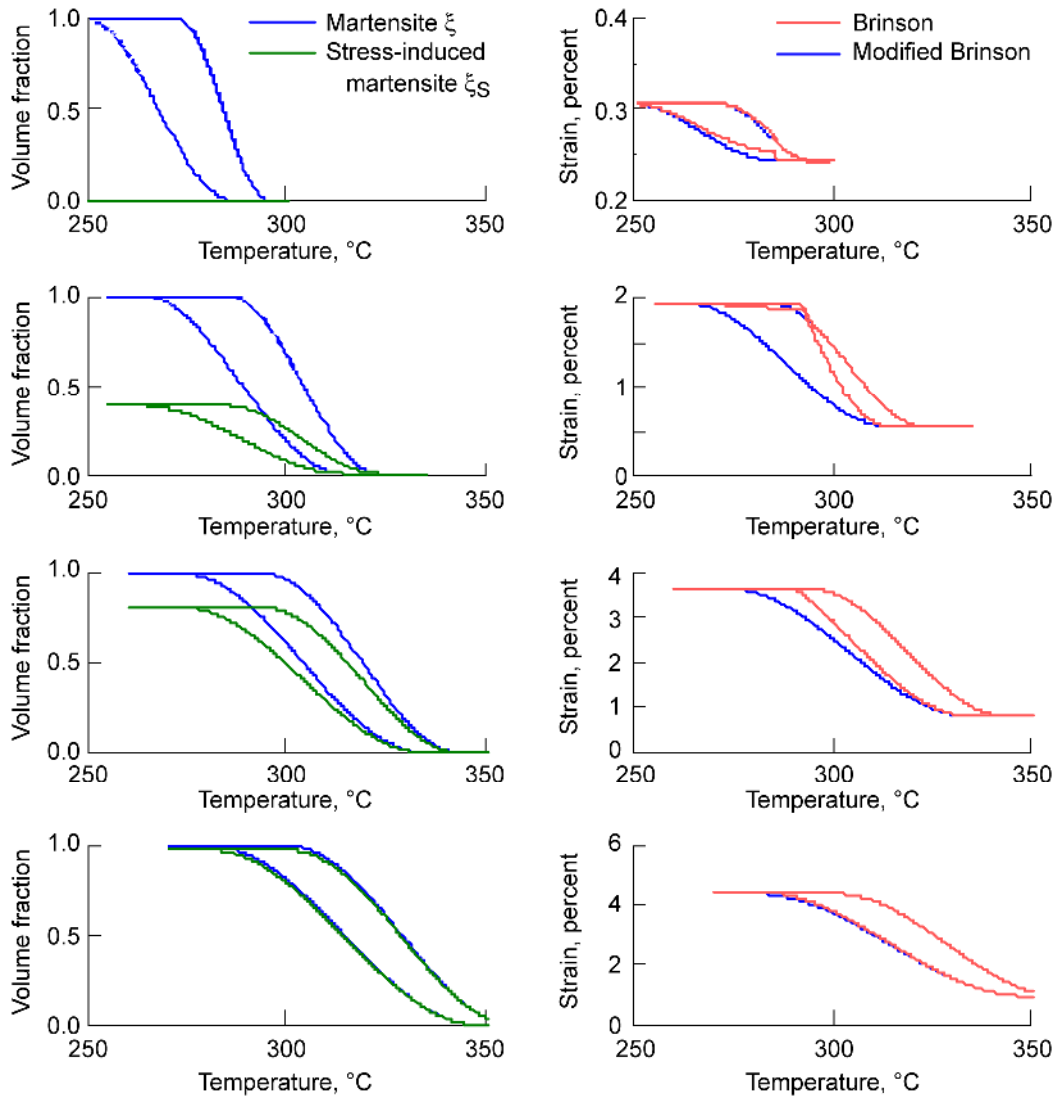 1.0
0.5
0.0
Volume fraction
250
300
350
Temperature, °C
Martensite ξ
Stress-induced
martensite ξS
0.4
0.3
0.2
Strain, percent
250
300
350
Temperature, °C
Brinson
Modified Brinson
1.0
0.5
0.0
Volume fraction
250
300
350
Temperature, °C
2
1
0
Strain, percent
250
300
350
Temperature, °C
1.0
0.5
0.0
Volume fraction
250
300
350
Temperature, °C
4
3
2
1
0
Strain, percent
250
300
350
Temperature, °C
1.0
0.5
0.0
Volume fraction
250
300
350
Temperature, °C
6
4
2
0
Strain, percent
250
300
350
Temperature, °C